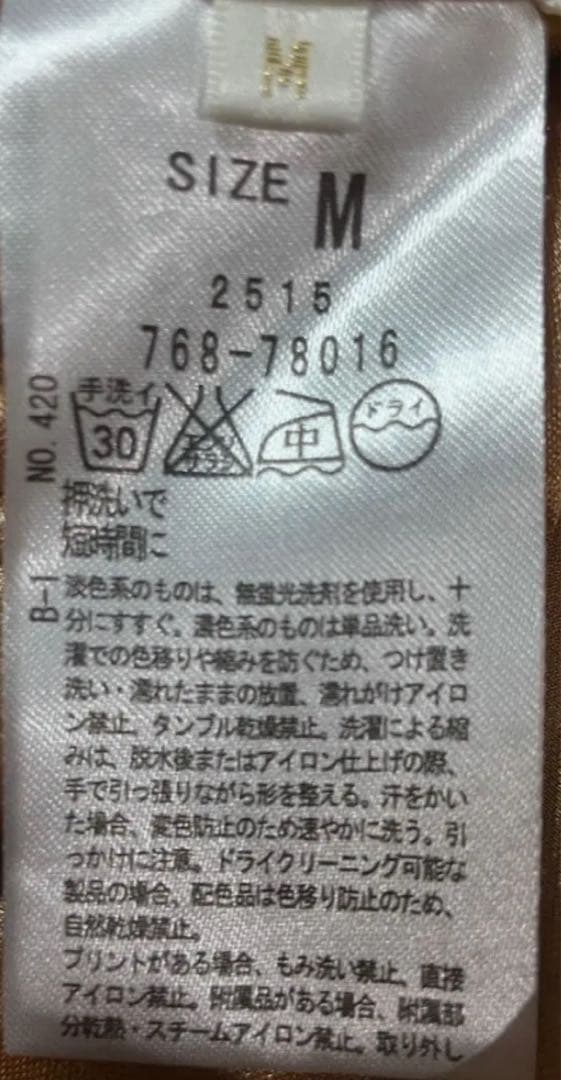 M
SIZE M
2515
768-78016
NO. 420
手洗イ
30
中
ドライ
押洗いで
短時間に
B-1
淡色系のものは、無蛍光洗剤を使用し、十
分にすすぐ。濃色系のものは単品洗い。洗
濯での色移りや縮みを防ぐため、つけ置き
洗い・濡れたままの放置、濡れがけアイロ
ン禁止、タンブル乾燥禁止。洗濯による縮
みは、脱水後またはアイロン仕上げの際、
手で引っ張りながら形を整える。汗をかい
た場合、変色防止のため速やかに洗う。引
っかけに注意。ドライクリーニング可能な
製品の場合、配色品は色移り防止のため、
自然乾燥禁止。
プリントがある場合、もみ洗い禁止、直接
アイロン禁止。附属品がある場合、附属部
分乾熱・スチームアイロン禁止。取り外し